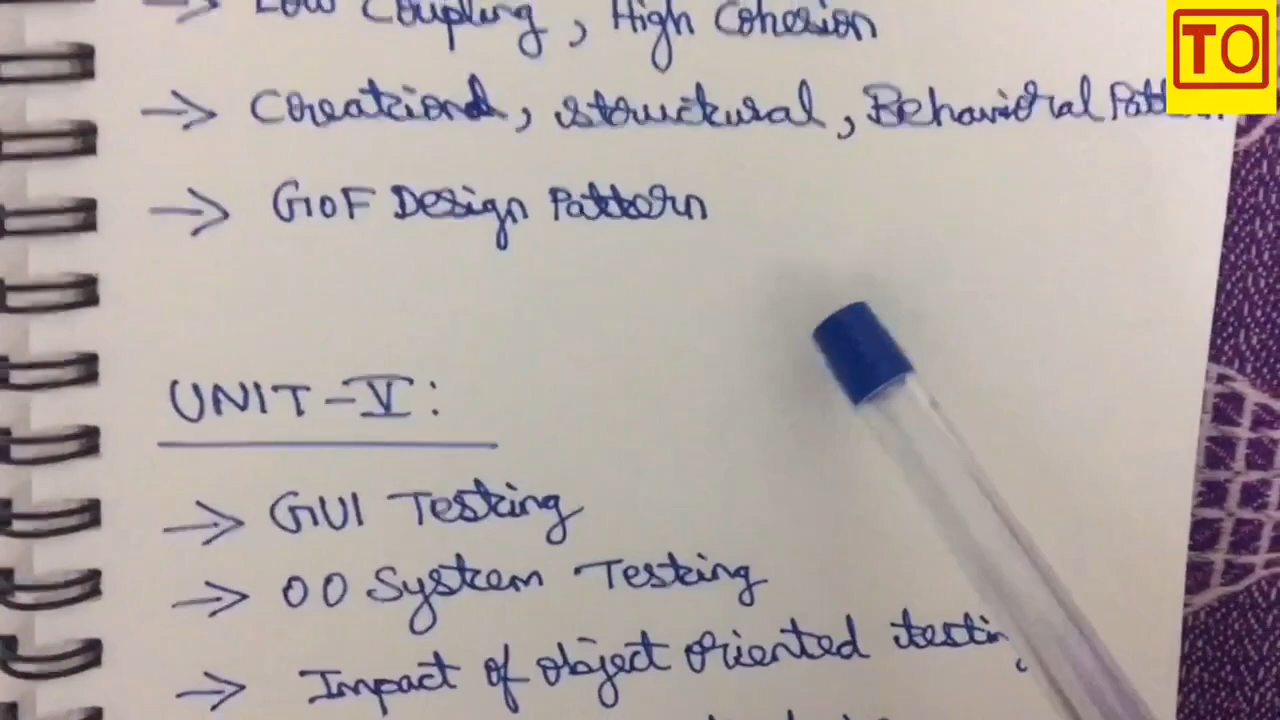 → Low Coupling, High Cohesion
TO
→ Creational, structural, Behavioral
→ GOF Design Pattern
UNIT-V:
→ GUI Testing
→ OO System Testing
→ Impact of object oriented testin